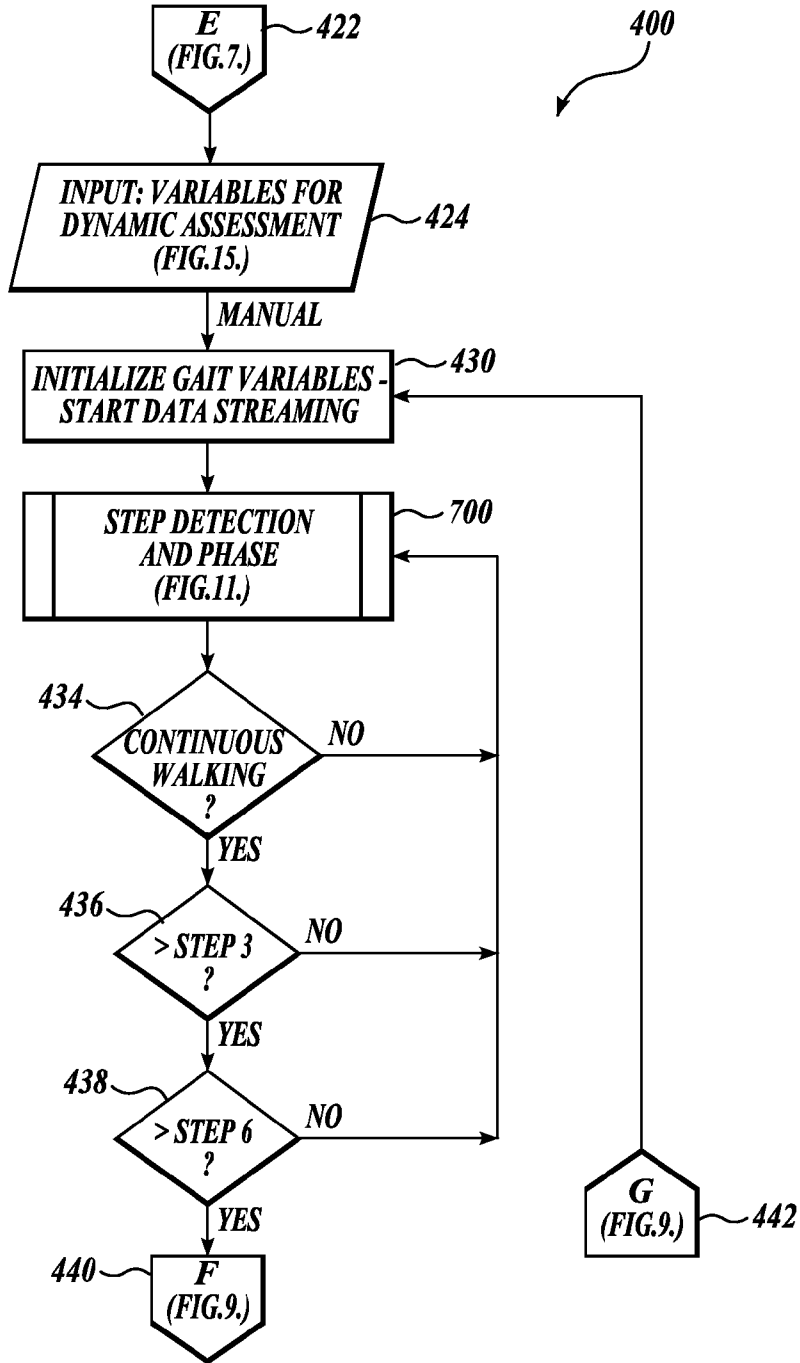 E
(FIG.7.)
422
400
INPUT: VARIABLES FOR
DYNAMIC ASSESSMENT
(FIG.15.)
424
MANUAL
INITIALIZE GAIT VARIABLES -
START DATA STREAMING
430
STEP DETECTION
AND PHASE
(FIG.11.)
700
434
CONTINUOUS
WALKING
?
NO
YES
436
> STEP 3
?
NO
YES
438
> STEP 6
?
NO
YES
440
F
(FIG.9.)
G
(FIG.9.)
442